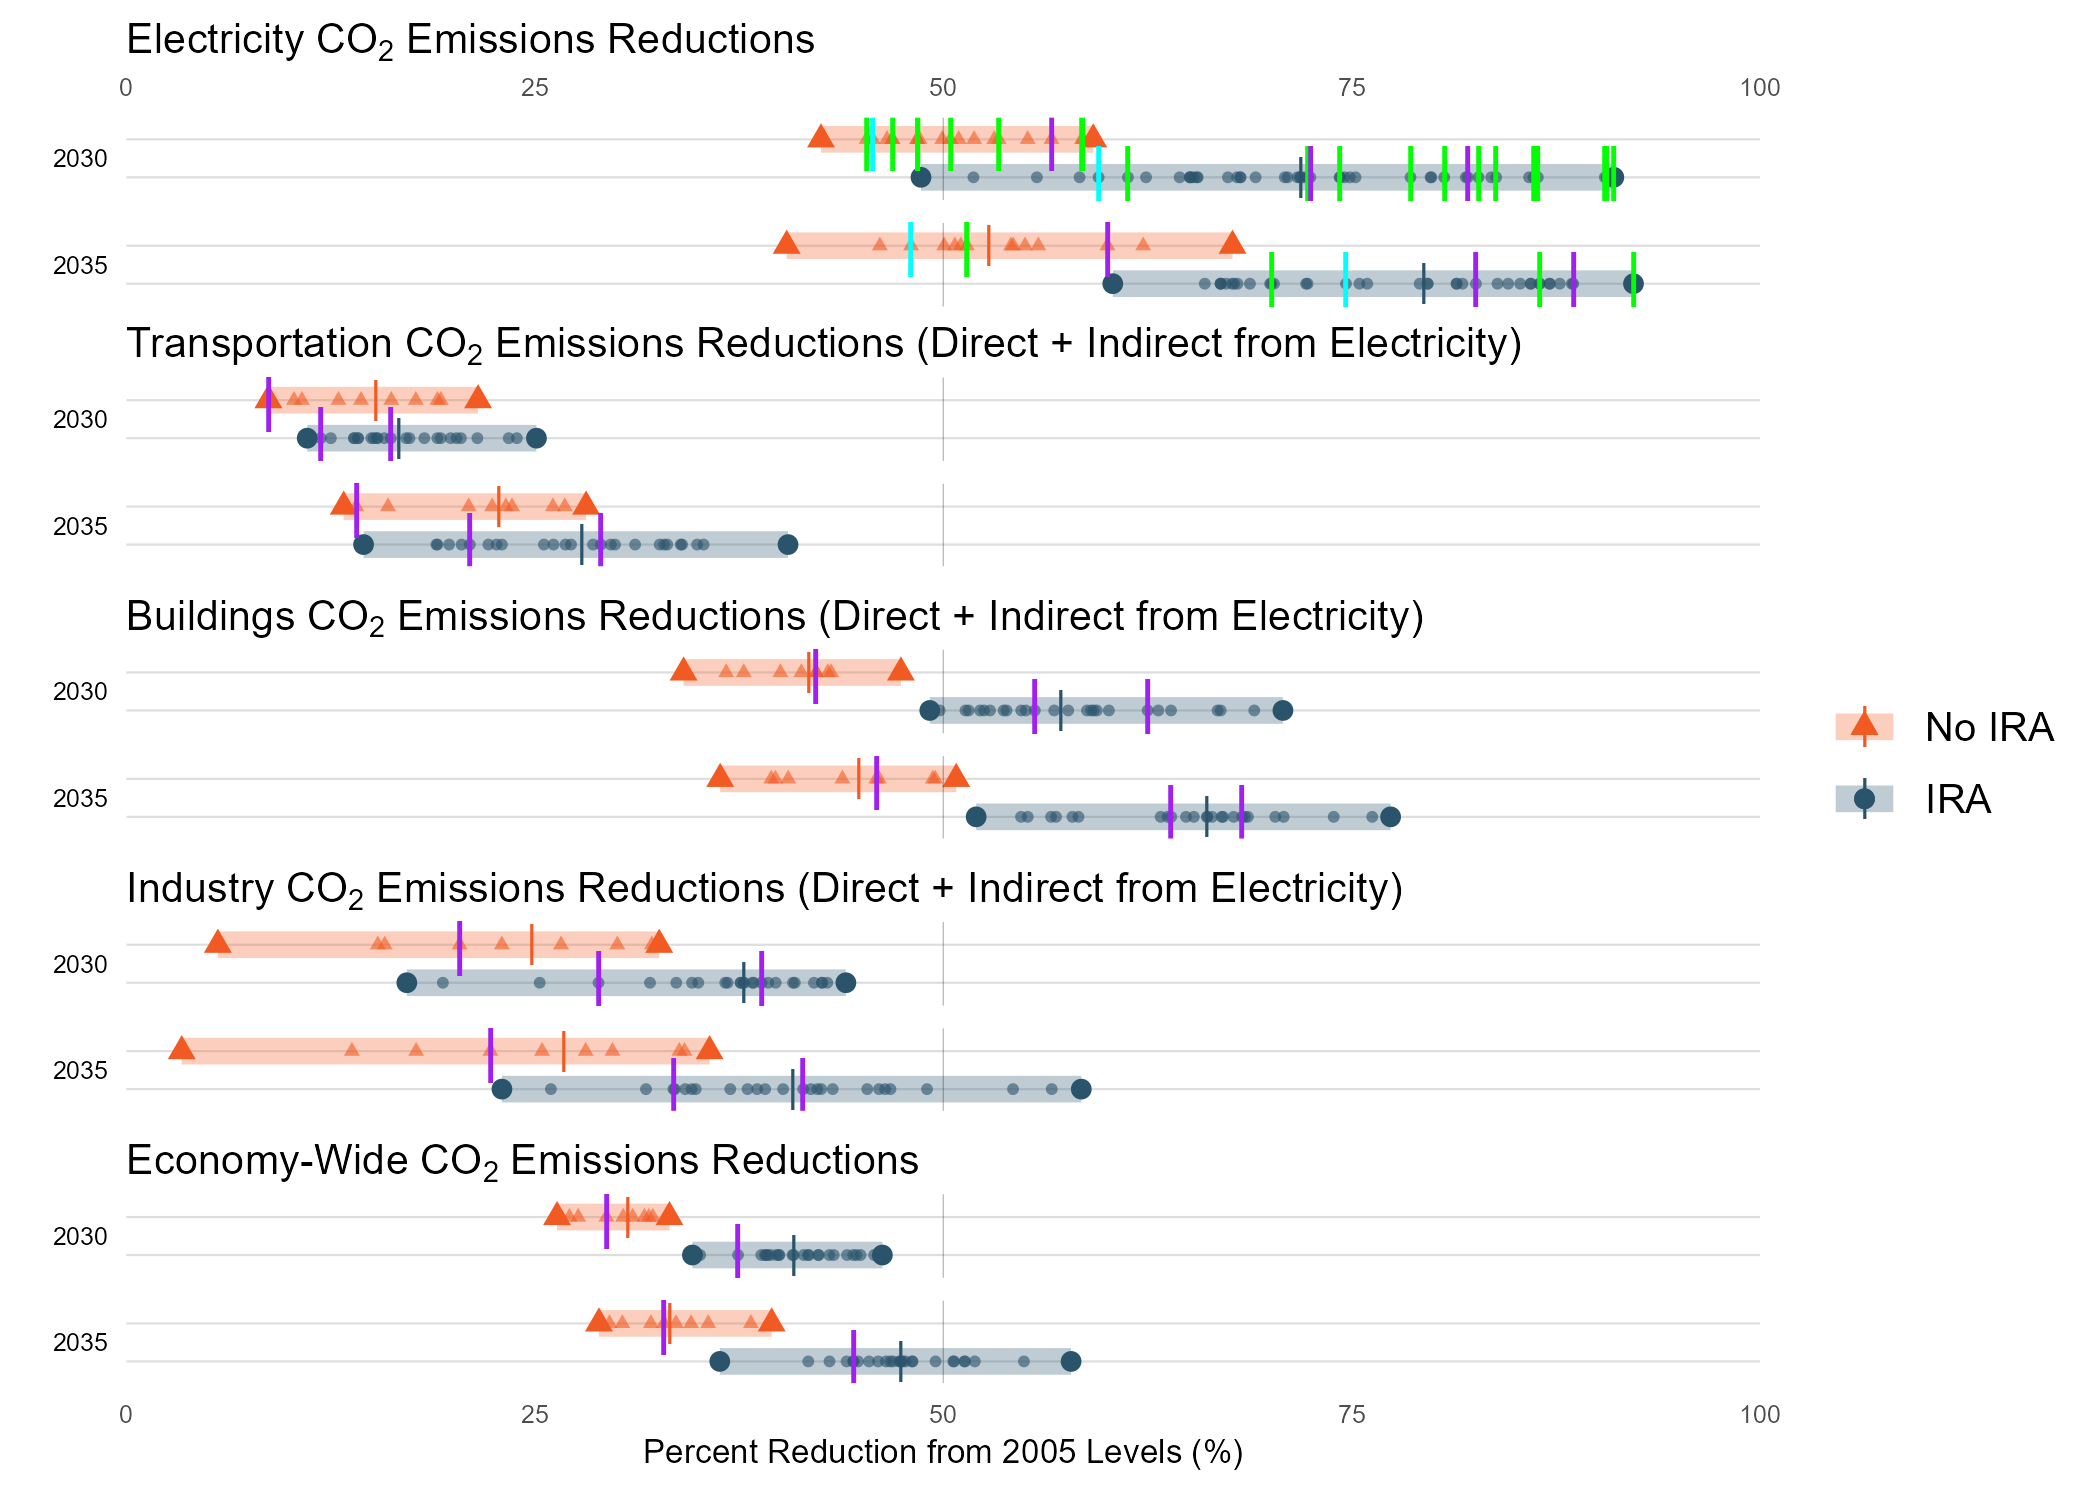 Electricity CO2 Emissions Reductions
0 25 50 75 100
2030
2035
Transportation CO2 Emissions Reductions (Direct + Indirect from Electricity)
2030
2035
Buildings CO2 Emissions Reductions (Direct + Indirect from Electricity)
2030
No IRA
2035
IRA
Industry CO2 Emissions Reductions (Direct + Indirect from Electricity)
2030
2035
Economy-Wide CO2 Emissions Reductions
2030
2035
0 25 50 75 100
Percent Reduction from 2005 Levels (%)